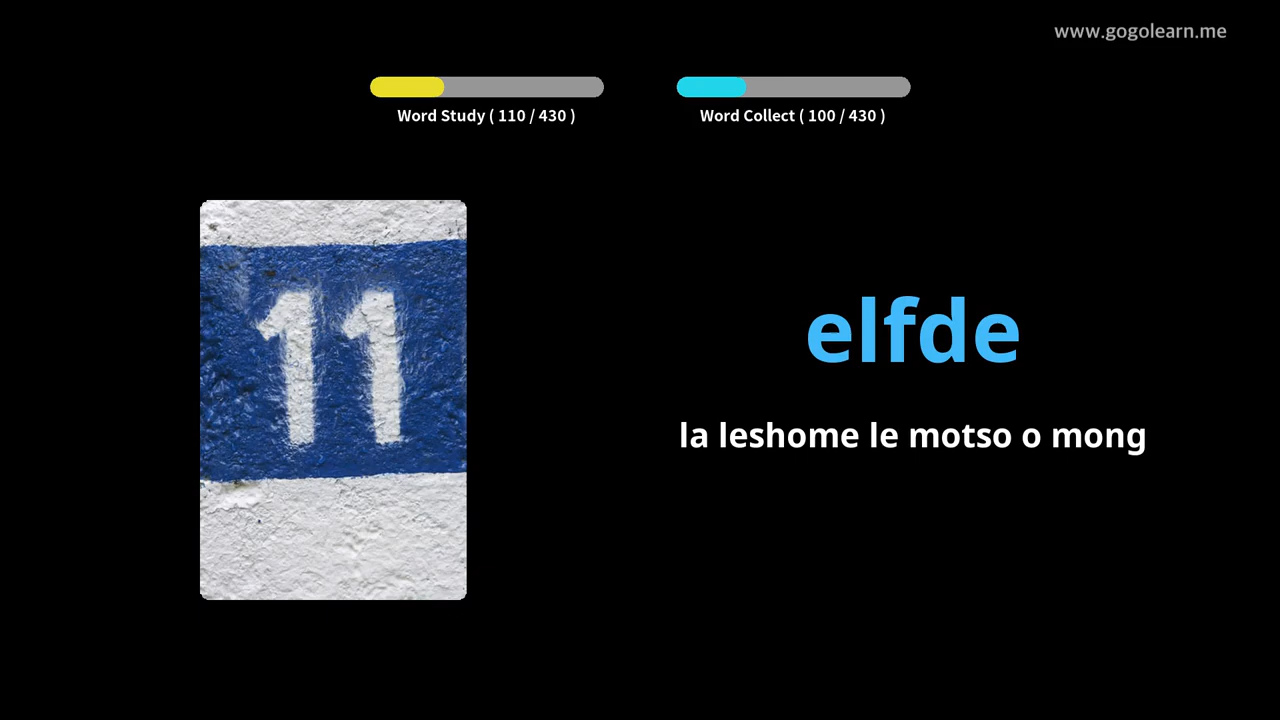 www.gogolearn.me
Word Study ( 110 / 430 )
Word Collect ( 100 / 430 )
11
elfde
la leshome le motso o mong